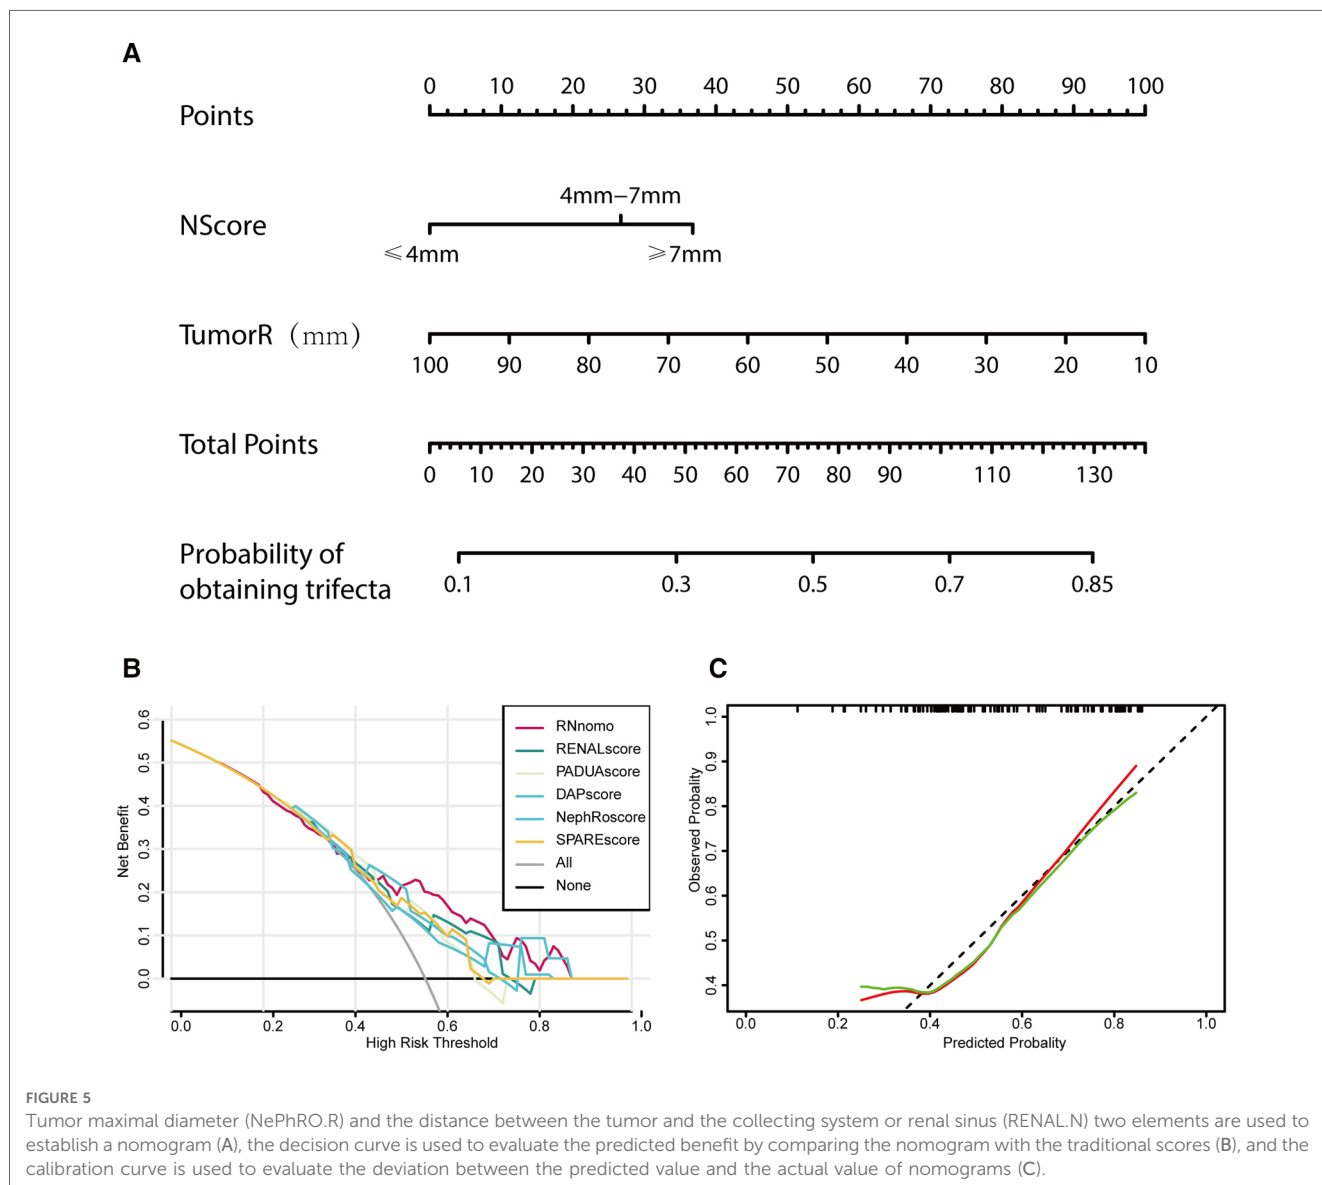 A
0 10 20 30 40 50 60 70 80 90 100
Points
4mm–7mm
NScore
≤4mm ≥7mm
TumorR（mm）
100 90 80 70 60 50 40 30 20 10
Total Points
0 10 20 30 40 50 60 70 80 90 110 130
Probability of
obtaining trifecta
0.1 0.3 0.5 0.7 0.85
B
Net Benefit
0.6
0.5
0.4
0.3
0.2
0.1
0.0
RNnomo
RENALscore
PADUAscore
DAPscore
NephRoscore
SPAREscore
All
None
0.0 0.2 0.4 0.6 0.8 1.0
High Risk Threshold
C
Observed Probality
1.0
0.9
0.8
0.7
0.6
0.5
0.4
0.0 0.2 0.4 0.6 0.8 1.0
Predicted Probality
FIGURE 5
Tumor maximal diameter (NePhRO.R) and the distance between the tumor and the collecting system or renal sinus (RENAL.N) two elements are used to
establish a nomogram (A), the decision curve is used to evaluate the predicted benefit by comparing the nomogram with the traditional scores (B), and the
calibration curve is used to evaluate the deviation between the predicted value and the actual value of nomograms (C).